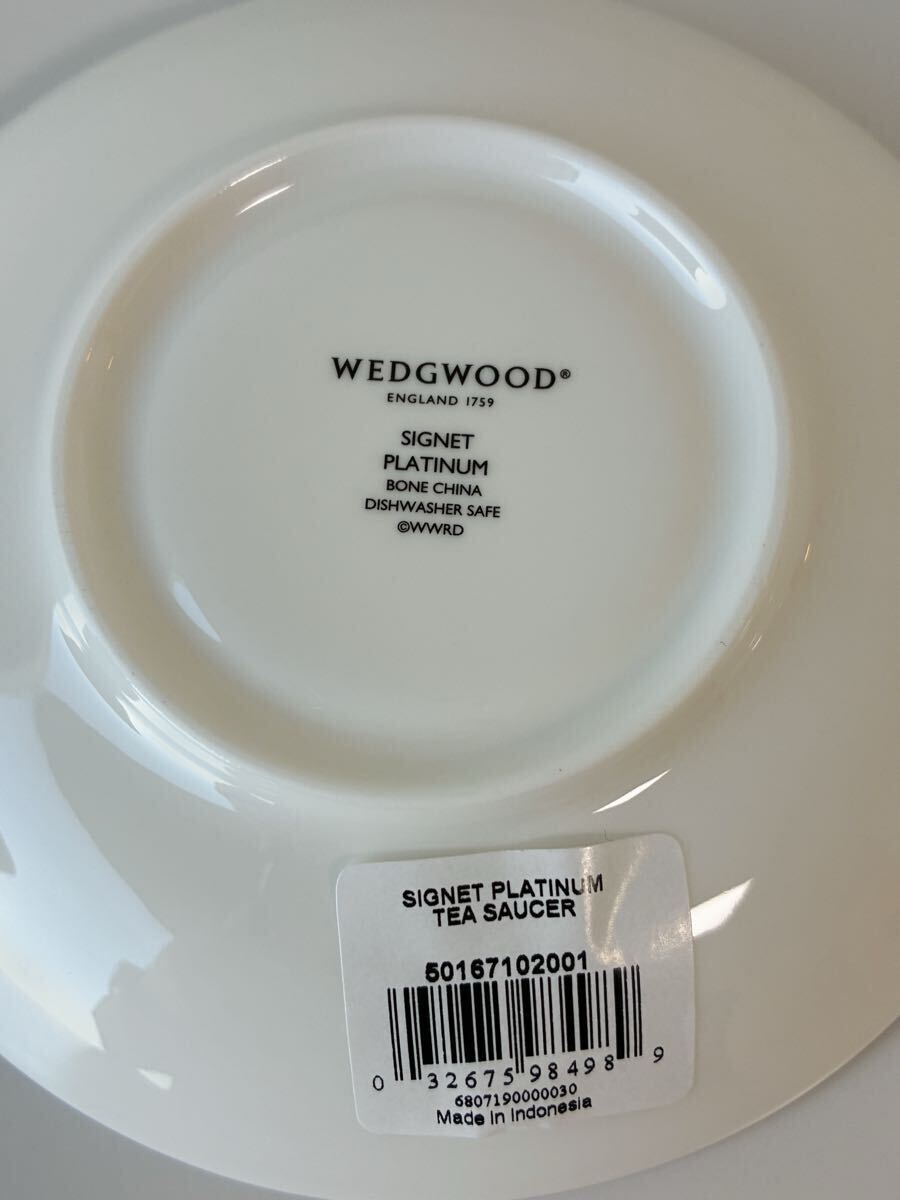 WEDGWOOD®
ENGLAND 1759
SIGNET
PLATINUM
BONE CHINA
DISHWASHER SAFE
©WWRD
SIGNET PLATINUM
TEA SAUCER
50167102001
0 32675 98498 9
6807190000030
Made in Indonesia